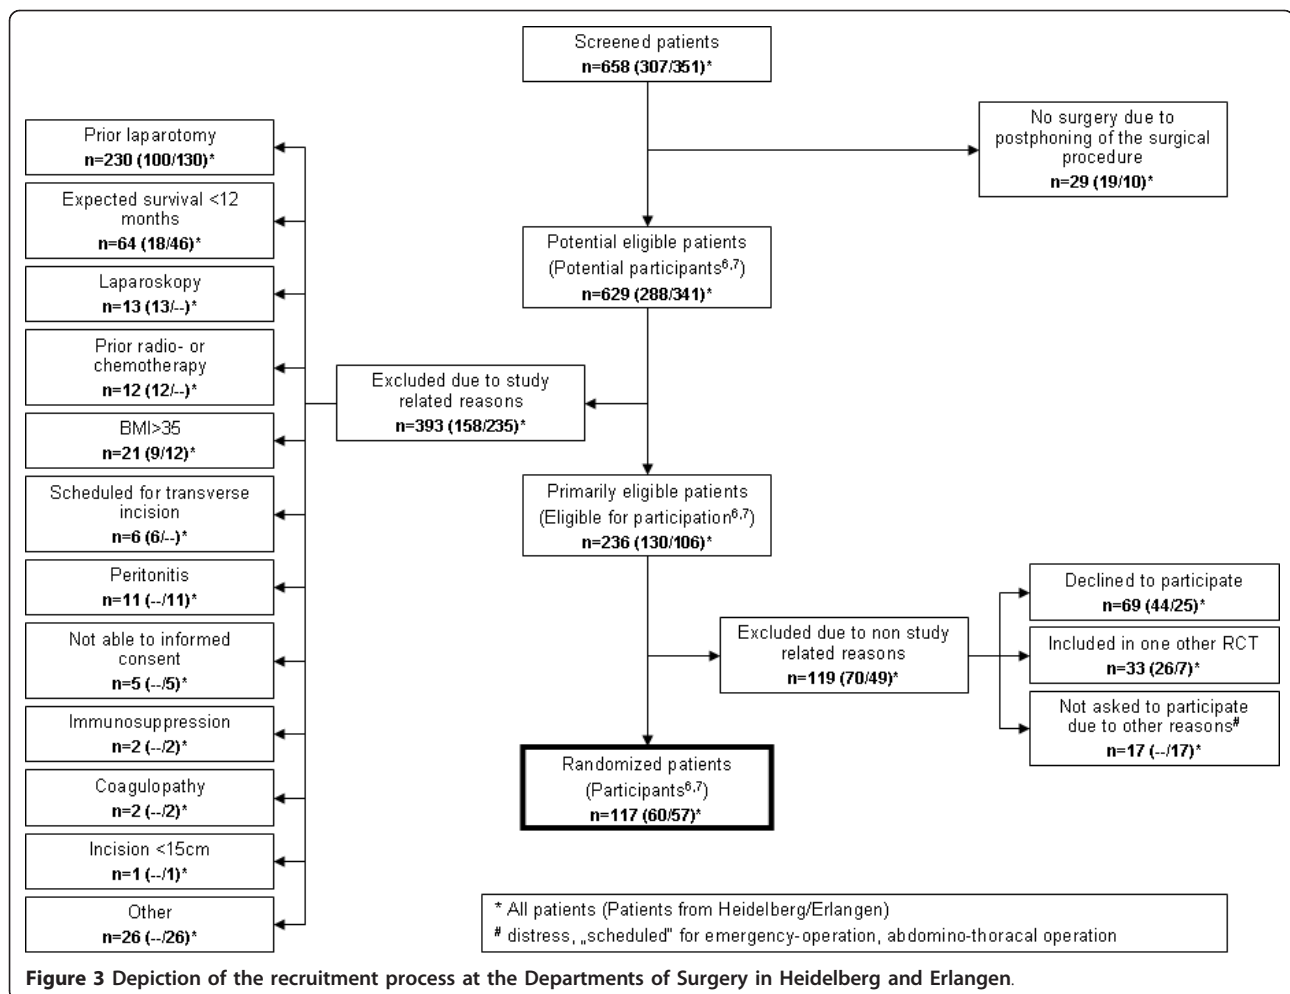 Screened patients
n=658 (307/351)*
No surgery due to
postphoning of the surgical
procedure
n=29 (19/10)*
Potential eligible patients
(Potential participants6,7)
n=629 (288/341)*
Excluded due to study
related reasons
n=393 (158/235)*
Prior laparotomy
n=230 (100/130)*
Expected survival <12
months
n=64 (18/46)*
Laparoskopy
n=13 (13/--)*
Prior radio- or
chemotherapy
n=12 (12/--)*
BMI>35
n=21 (9/12)*
Scheduled for transverse
incision
n=6 (6/--)*
Peritonitis
n=11 (--/11)*
Not able to informed
consent
n=5 (--/5)*
Immunosuppression
n=2 (--/2)*
Coagulopathy
n=2 (--/2)*
Incision <15cm
n=1 (--/1)*
Other
n=26 (--/26)*
Primarily eligible patients
(Eligible for participation6,7)
n=236 (130/106)*
Excluded due to non study
related reasons
n=119 (70/49)*
Declined to participate
n=69 (44/25)*
Included in one other RCT
n=33 (26/7)*
Not asked to participate
due to other reasons#
n=17 (--/17)*
Randomized patients
(Participants6,7)
n=117 (60/57)*
* All patients (Patients from Heidelberg/Erlangen)
# distress, „scheduled" for emergency-operation, abdomino-thoracal operation
Figure 3 Depiction of the recruitment process at the Departments of Surgery in Heidelberg and Erlangen.